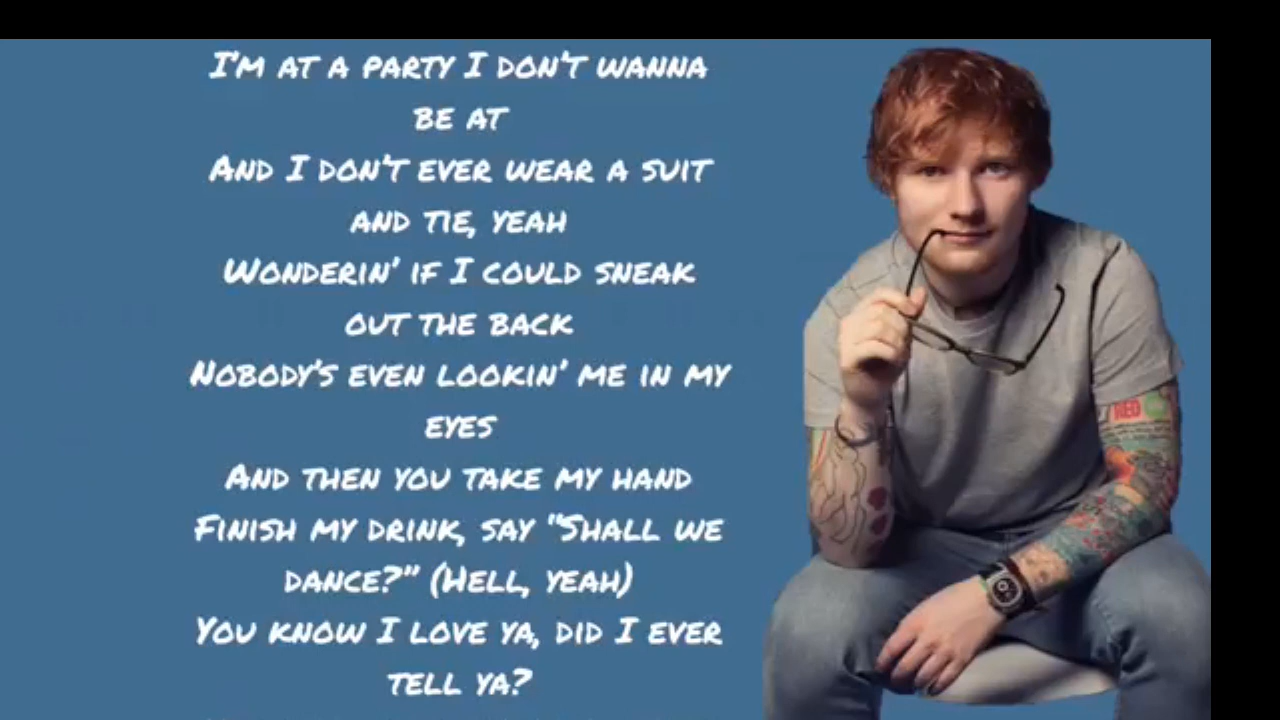 I'M AT A PARTY I DON'T WANNA
BE AT
AND I DON'T EVER WEAR A SUIT
AND TIE, YEAH
WONDERIN' IF I COULD SNEAK
OUT THE BACK
NOBODY'S EVEN LOOKIN' ME IN MY
EYES
AND THEN YOU TAKE MY HAND
FINISH MY DRINK, SAY "SHALL WE
DANCE?" (HELL, YEAH)
YOU KNOW I LOVE YA, DID I EVER
TELL YA?
RED